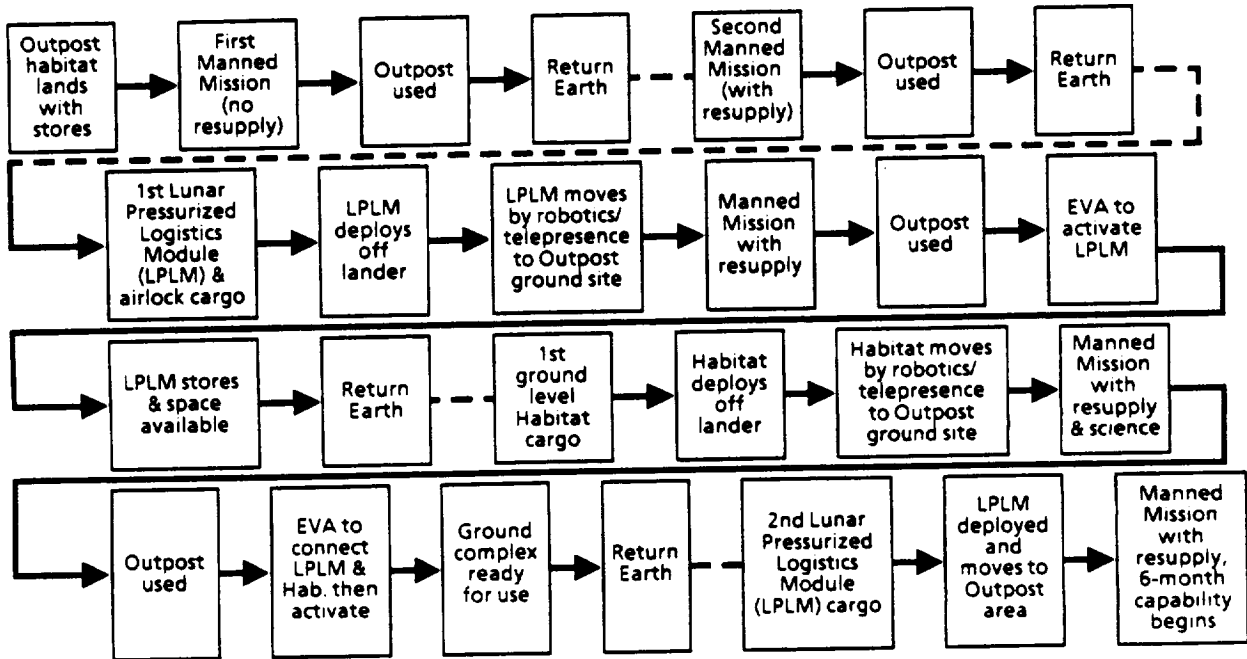 Outpost
habitat
lands
with
stores
First
Manned
Mission
(no
resupply)
Outpost
used
Return
Earth
Second
Manned
Mission
(with
resupply)
Outpost
used
Return
Earth
1st Lunar
Pressurized
Logistics
Module
(LPLM) &
airlock cargo
LPLM
deploys
off
lander
LPLM moves
by robotics/
telepresence
to Outpost
ground site
Manned
Mission
with
resupply
Outpost
used
EVA to
activate
LPLM
LPLM stores
& space
available
Return
Earth
1st
ground
level
Habitat
cargo
Habitat
deploys
off
lander
Habitat moves
by robotics/
telepresence
to Outpost
ground site
Manned
Mission
with
resupply
& science
Outpost
used
EVA to
connect
LPLM &
Hab. then
activate
Ground
complex
ready
for use
Return
Earth
2nd Lunar
Pressurized
Logistics
Module
(LPLM) cargo
LPLM
deployed
and
moves to
Outpost
area
Manned
Mission
with
resupply,
6-month
capability
begins